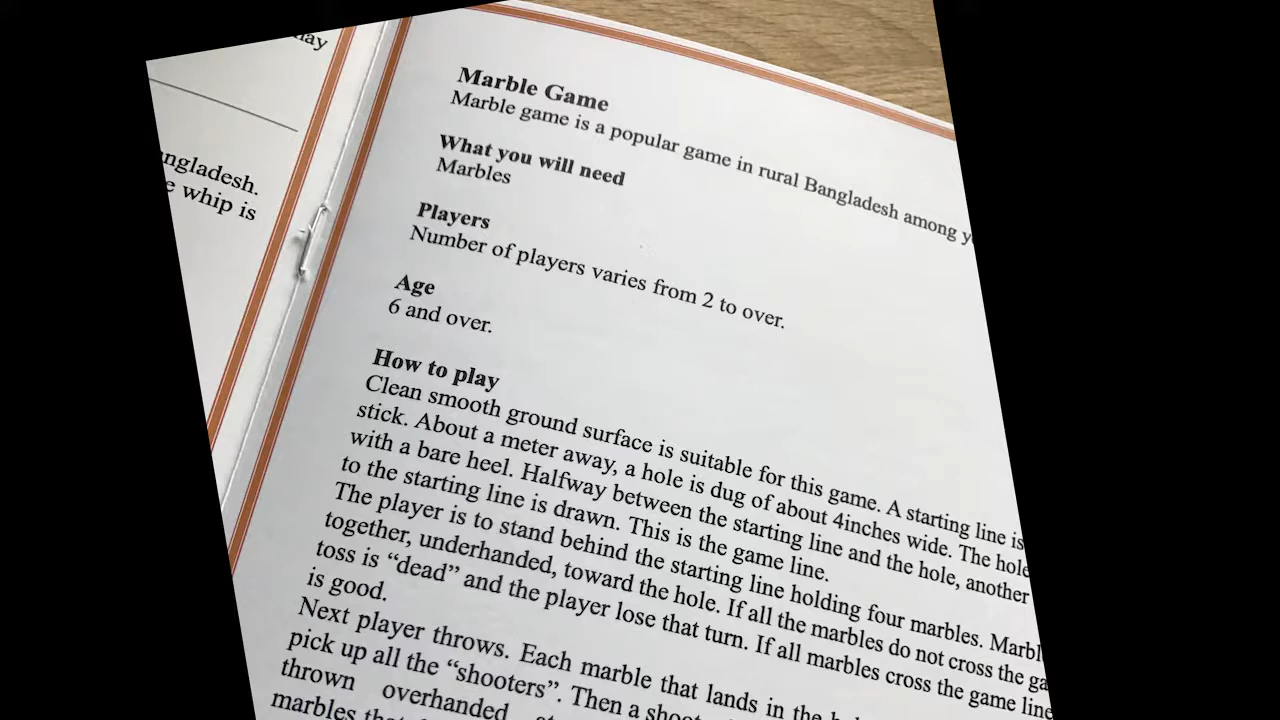 may
Bangladesh.
whip is
Marble Game
Marble game is a popular game in rural Bangladesh among
What you will need
Marbles
Players
Number of players varies from 2 to over.
Age
6 and over.
How to play
Clean smooth ground surface is suitable for this game. A starting line is
stick. About a meter away, a hole is dug of about 4inches wide. The hole
with a bare heel. Halfway between the starting line and the hole, another
to the starting line is drawn. This is the game line.
The player is to stand behind the starting line holding four marbles.
together, underhanded, toward the hole. If all the marbles do not cross the
toss is “dead” and the player lose that turn. If all marbles cross the game line
is good.
Next player throws. Each marble that lands in the
pick up all the “shooters”. Then a
thrown overhanded
marbles